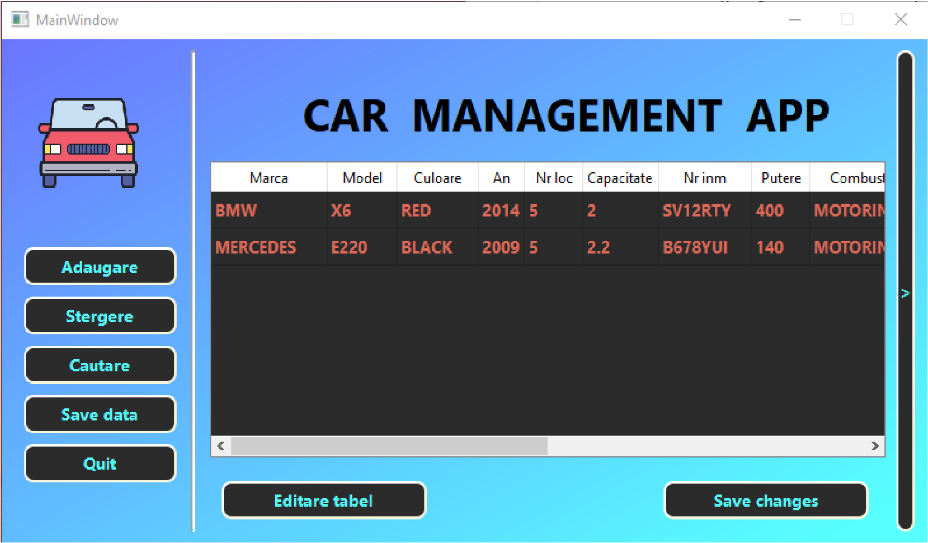 MainWindow
CAR MANAGEMENT APP
Marca Model Culoare An Nr loc Capacitate Nr inm Putere Combust
BMW X6 RED 2014 5 2 SV12RTY 400 MOTORIN
MERCEDES E220 BLACK 2009 5 2.2 B678YUI 140 MOTORIN
>
Adaugare
Stergere
Cautare
Save data
Quit
Editare tabel
Save changes